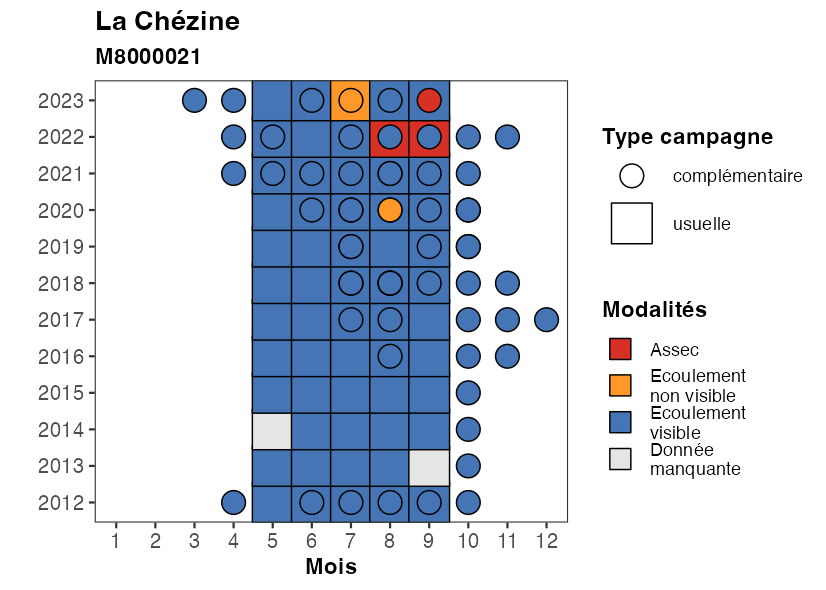 La Chézine
M8000021
2023
2022
2021
2020
2019
2018
2017
2016
2015
2014
2013
2012
1 2 3 4 5 6 7 8 9 10 11 12
Mois
Type campagne
complémentaire
usuelle
Modalités
Assec
Ecoulement
non visible
Ecoulement
visible
Donnée
manquante